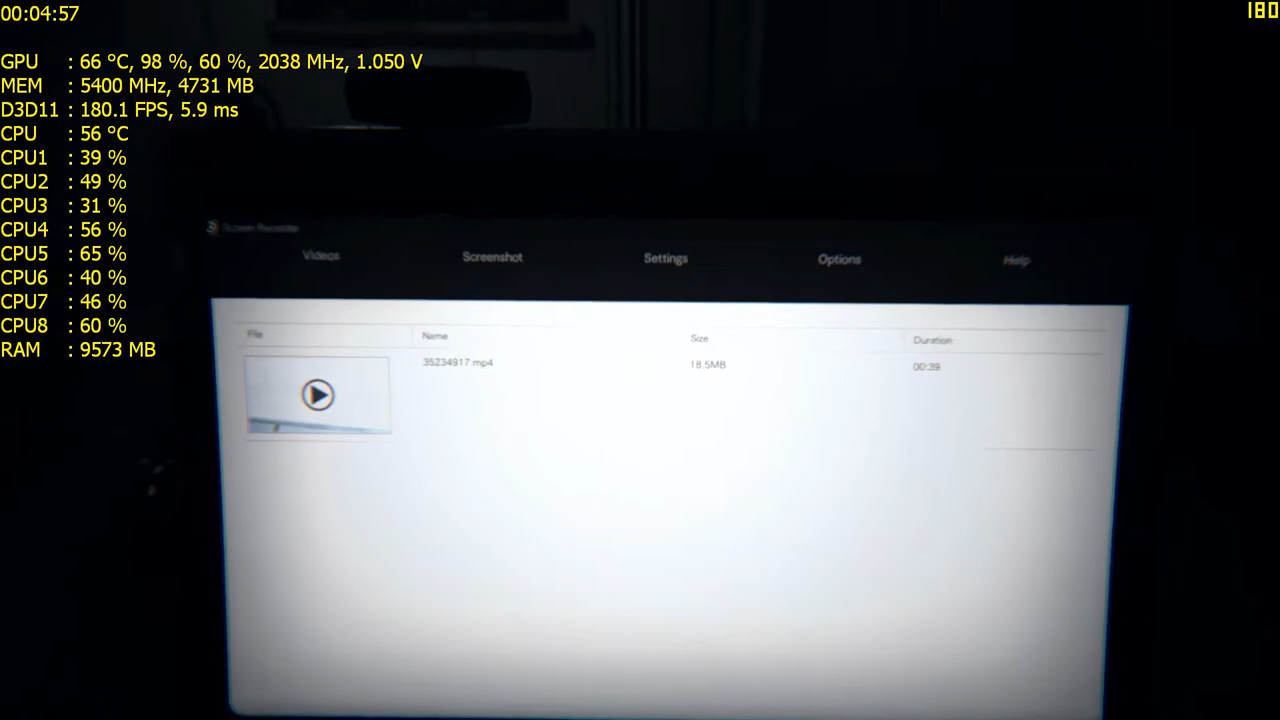 00:04:57
180
GPU : 66 °C, 98 %, 60 %, 2038 MHz, 1.050 V
MEM : 5400 MHz, 4731 MB
D3D11 : 180.1 FPS, 5.9 ms
CPU : 56 °C
CPU1 : 39 %
CPU2 : 49 %
CPU3 : 31 %
CPU4 : 56 %
CPU5 : 65 %
CPU6 : 40 %
CPU7 : 46 %
CPU8 : 60 %
RAM : 9573 MB
Screen Recorder
Videos Screenshot Settings Options Help
File Name Size Duration
35234917.mp4 18.5MB 00:39